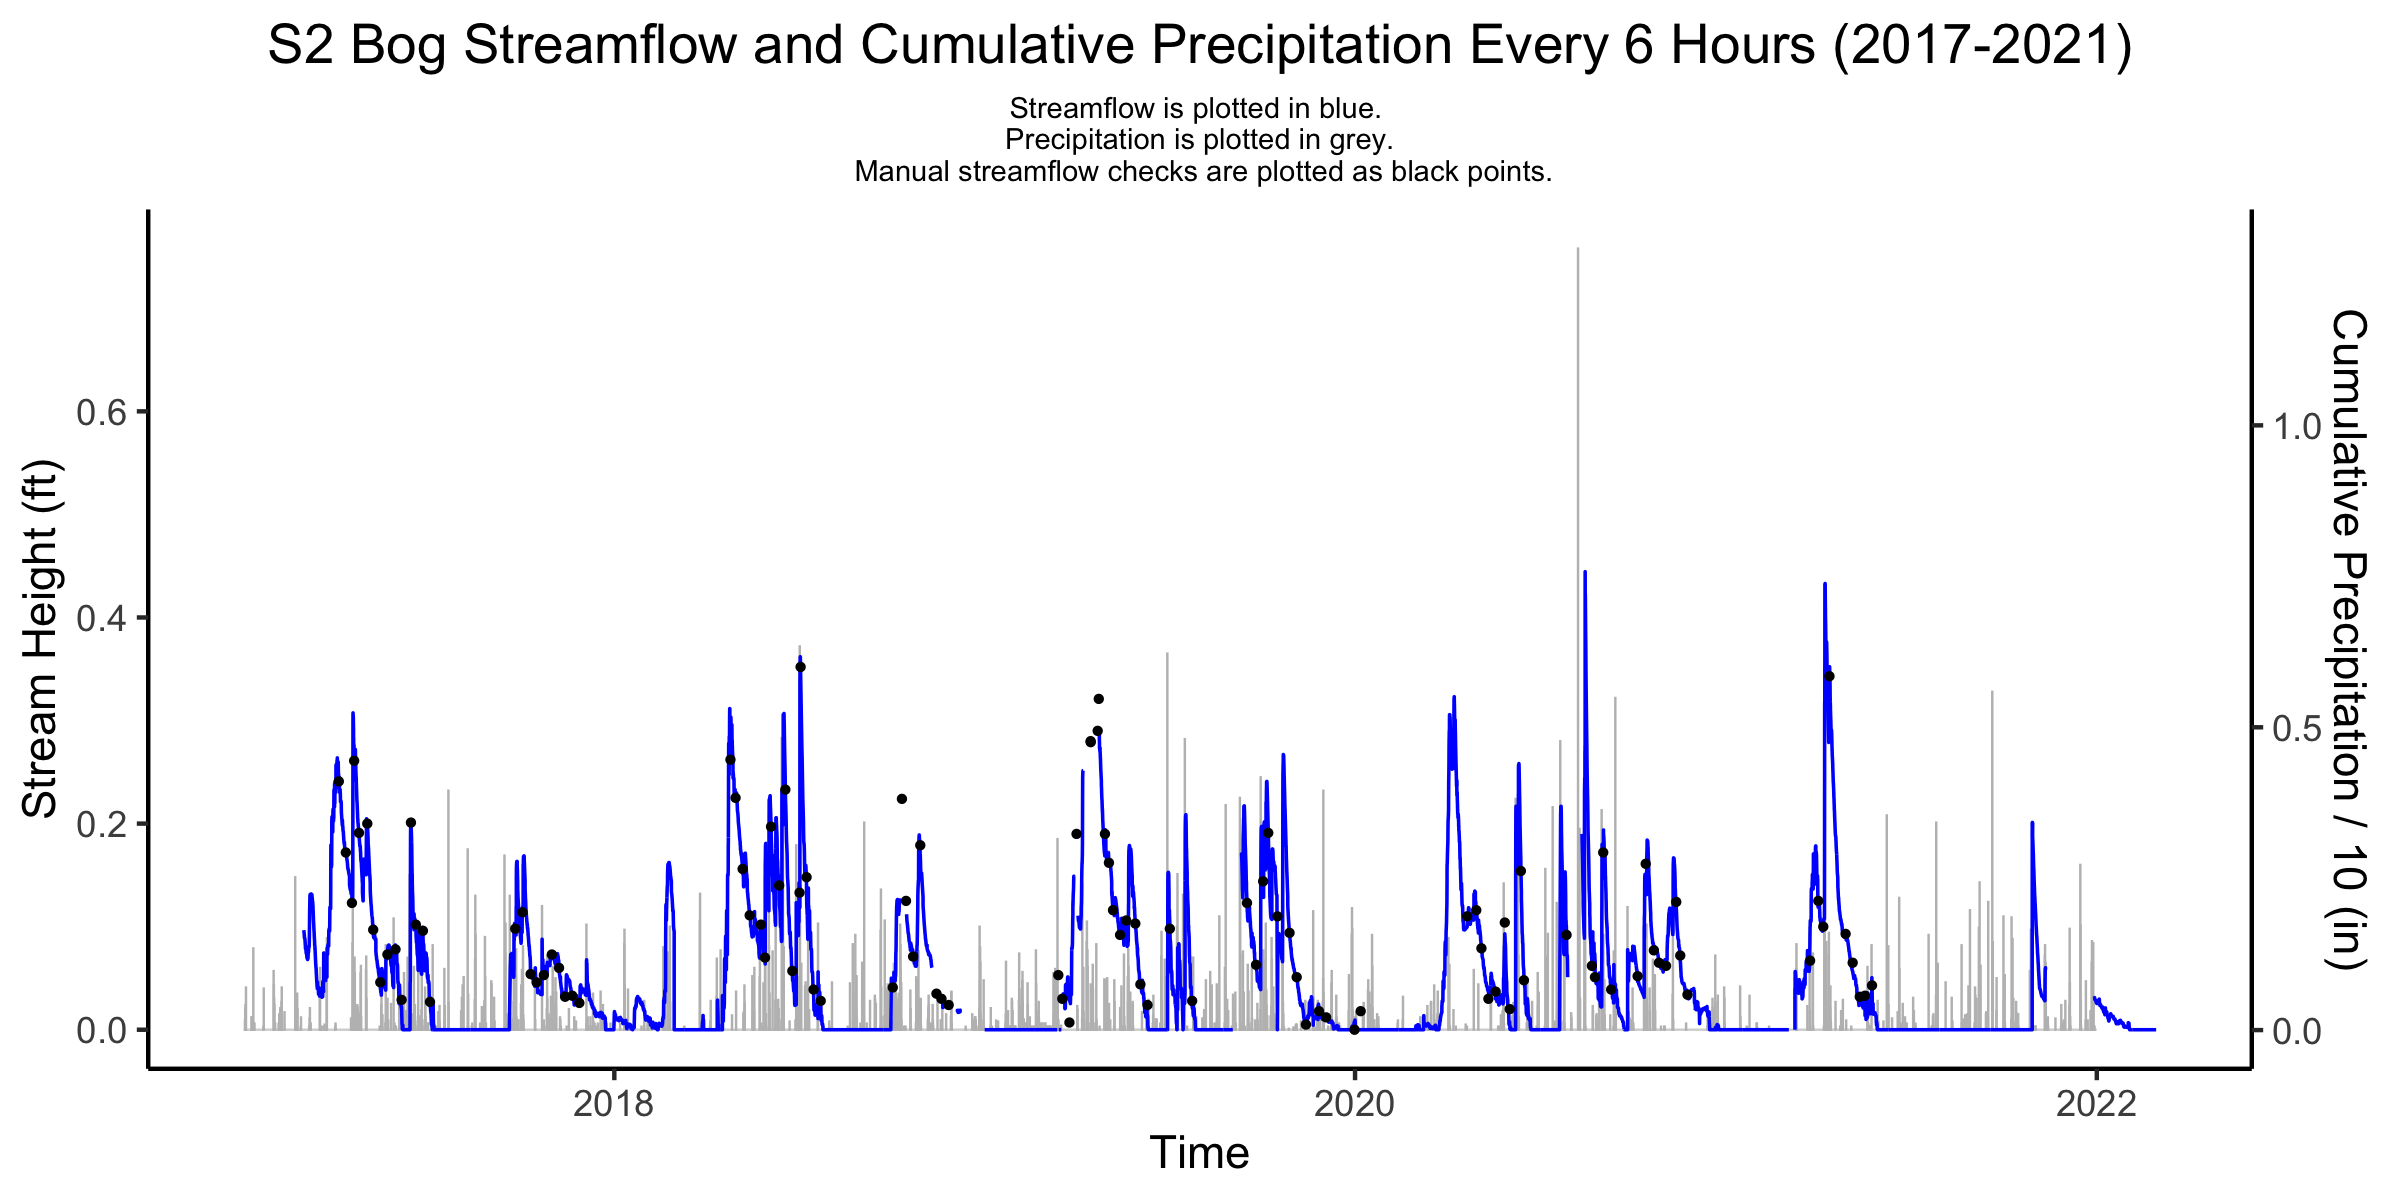 S2 Bog Streamflow and Cumulative Precipitation Every 6 Hours (2017-2021)
Streamflow is plotted in blue.
Precipitation is plotted in grey.
Manual streamflow checks are plotted as black points.
Stream Height (ft)
0.6
0.4
0.2
0.0
1.0
0.5
0.0
Cumulative Precipitation / 10 (in)
2018
2020
2022
Time